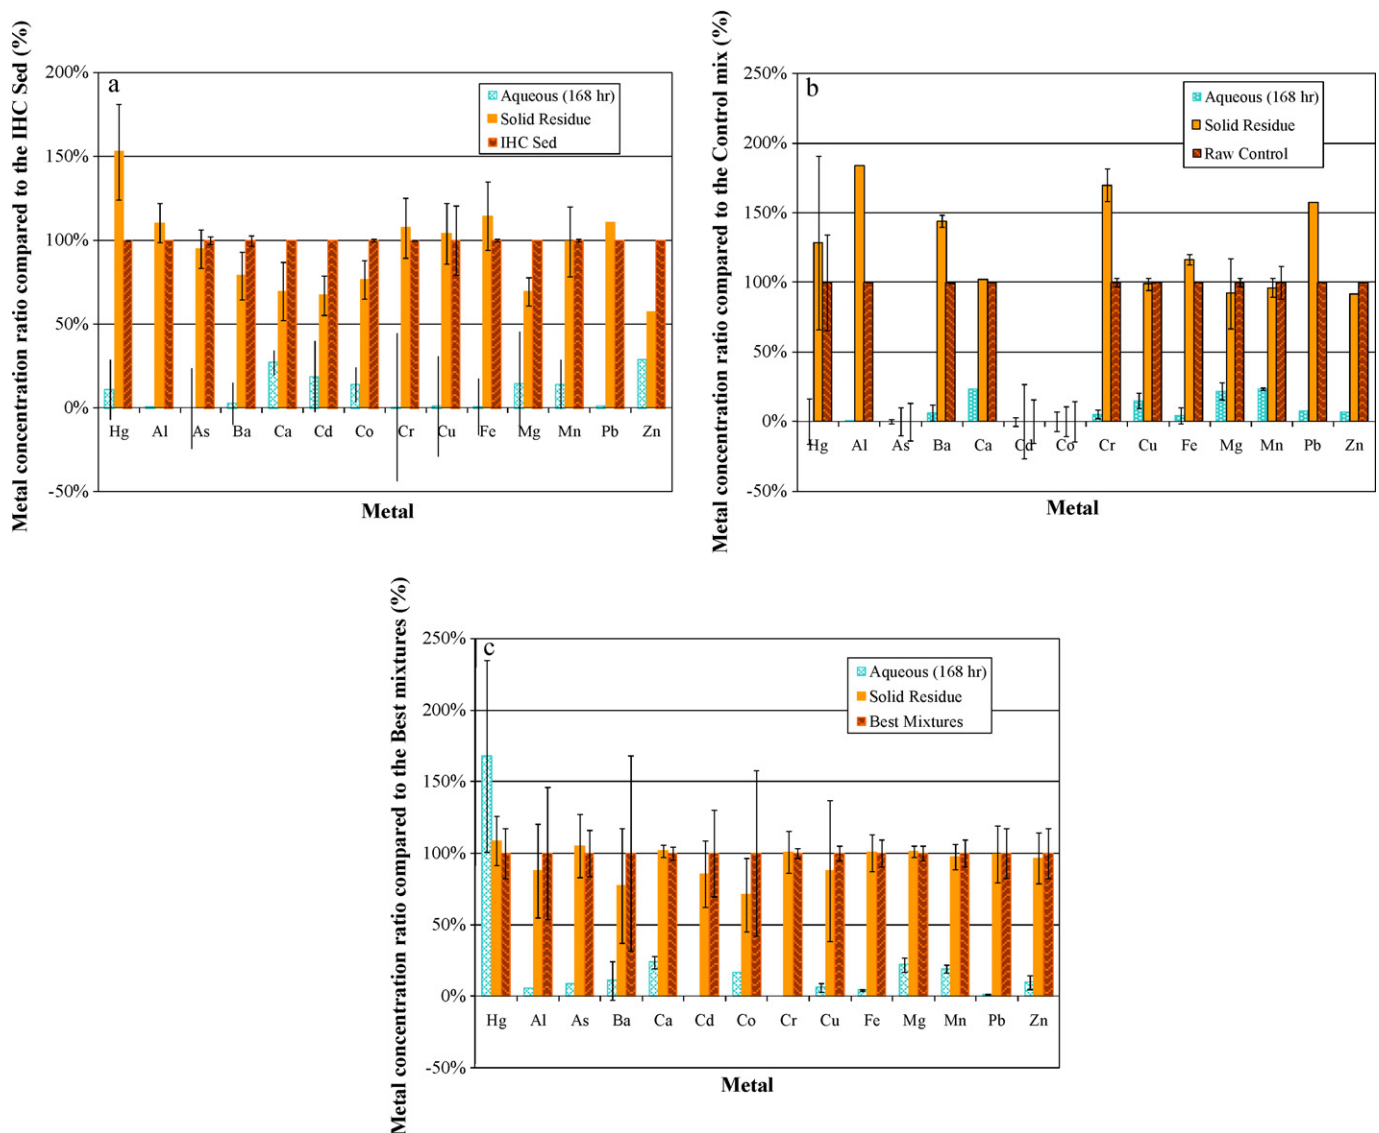 Metal concentration ratio compared to the IHC Sed (%)
200%
150%
100%
50%
0%
-50%
a
Aqueous (168 hr)
Solid Residue
IHC Sed
Hg Al As Ba Ca Cd Co Cr Cu Fe Mg Mn Pb Zn
Metal
Metal concentration ratio compared to the Control mix (%)
250%
200%
150%
100%
50%
0%
-50%
b
Aqueous (168 hr)
Solid Residue
Raw Control
Hg Al As Ba Ca Cd Co Cr Cu Fe Mg Mn Pb Zn
Metal
Metal concentration ratio compared to the Best mixtures (%)
250%
200%
150%
100%
50%
0%
-50%
c
Aqueous (168 hr)
Solid Residue
Best Mixtures
Hg Al As Ba Ca Cd Co Cr Cu Fe Mg Mn Pb Zn
Metal